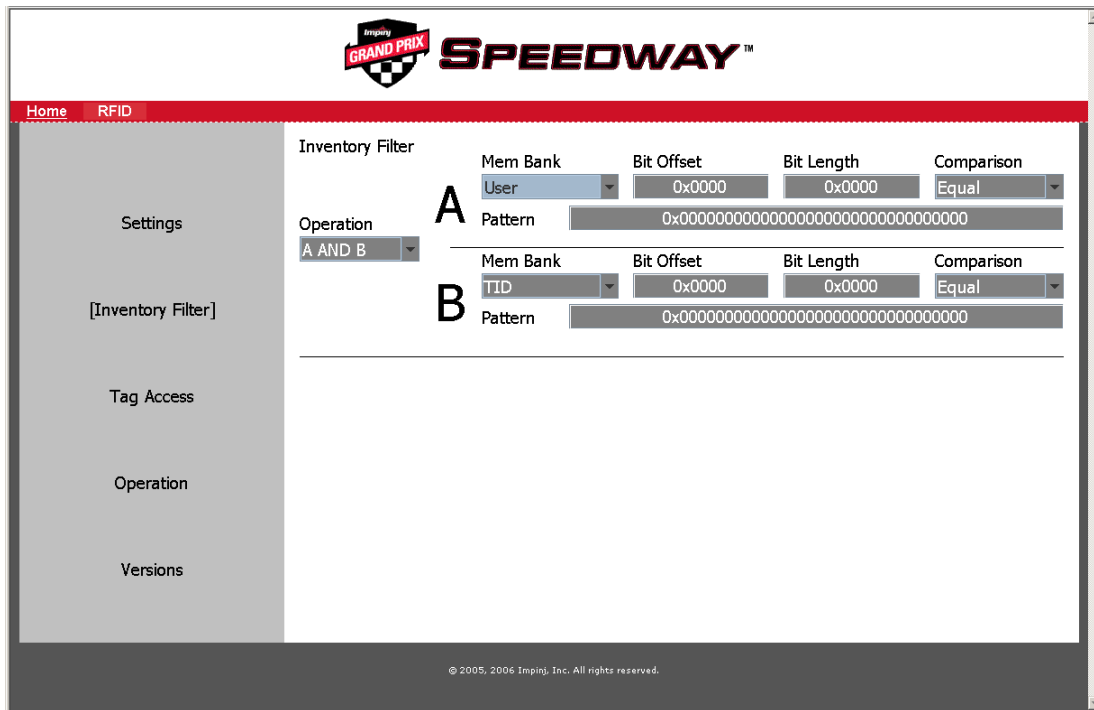 Impinj
GRAND PRIX
SPEEDWAY™
Home RFID
Settings
[Inventory Filter]
Tag Access
Operation
Versions
Inventory Filter
Operation
A AND B
A
Mem Bank Bit Offset Bit Length Comparison
User 0x0000 0x0000 Equal
Pattern 0x00000000000000000000000000000000
B
Mem Bank Bit Offset Bit Length Comparison
TID 0x0000 0x0000 Equal
Pattern 0x00000000000000000000000000000000
© 2005, 2006 Impinj, Inc. All rights reserved.